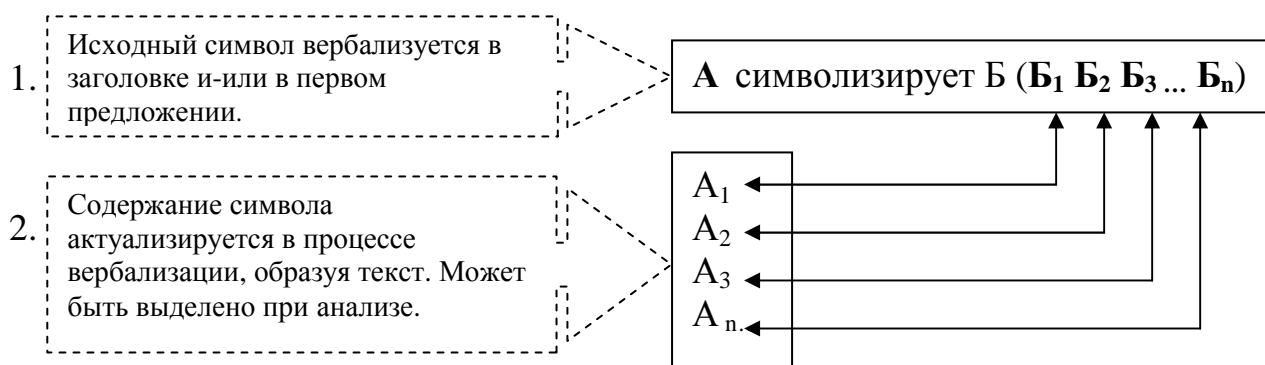 1.
Исходный символ вербализуется в
заголовке и-или в первом
предложении.
А символизирует Б (Б₁ Б₂ Б₃ ... Бₙ)
2.
Содержание символа
актуализируется в процессе
вербализации, образуя текст. Может
быть выделено при анализе.
А₁
А₂
А₃
А n.